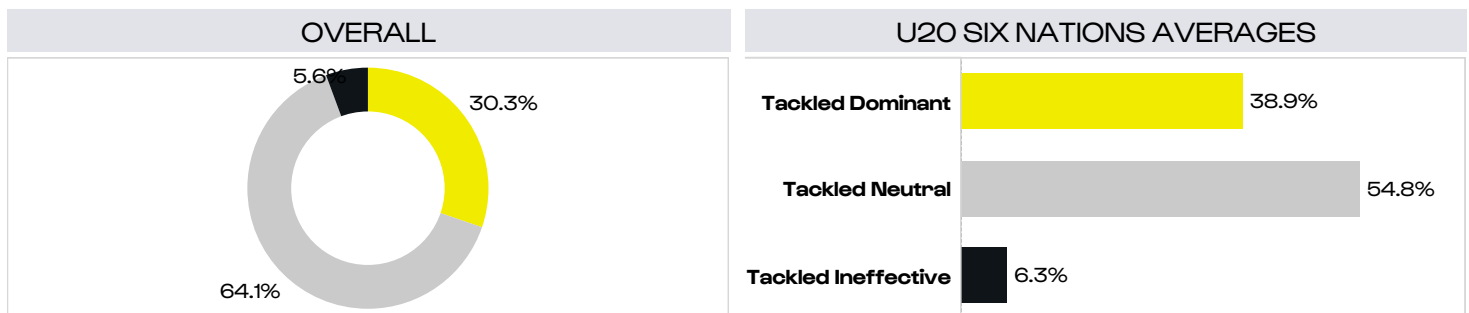 OVERALL
5.6%
30.3%
64.1%
U20 SIX NATIONS AVERAGES
Tackled Dominant 38.9%
Tackled Neutral 54.8%
Tackled Ineffective 6.3%